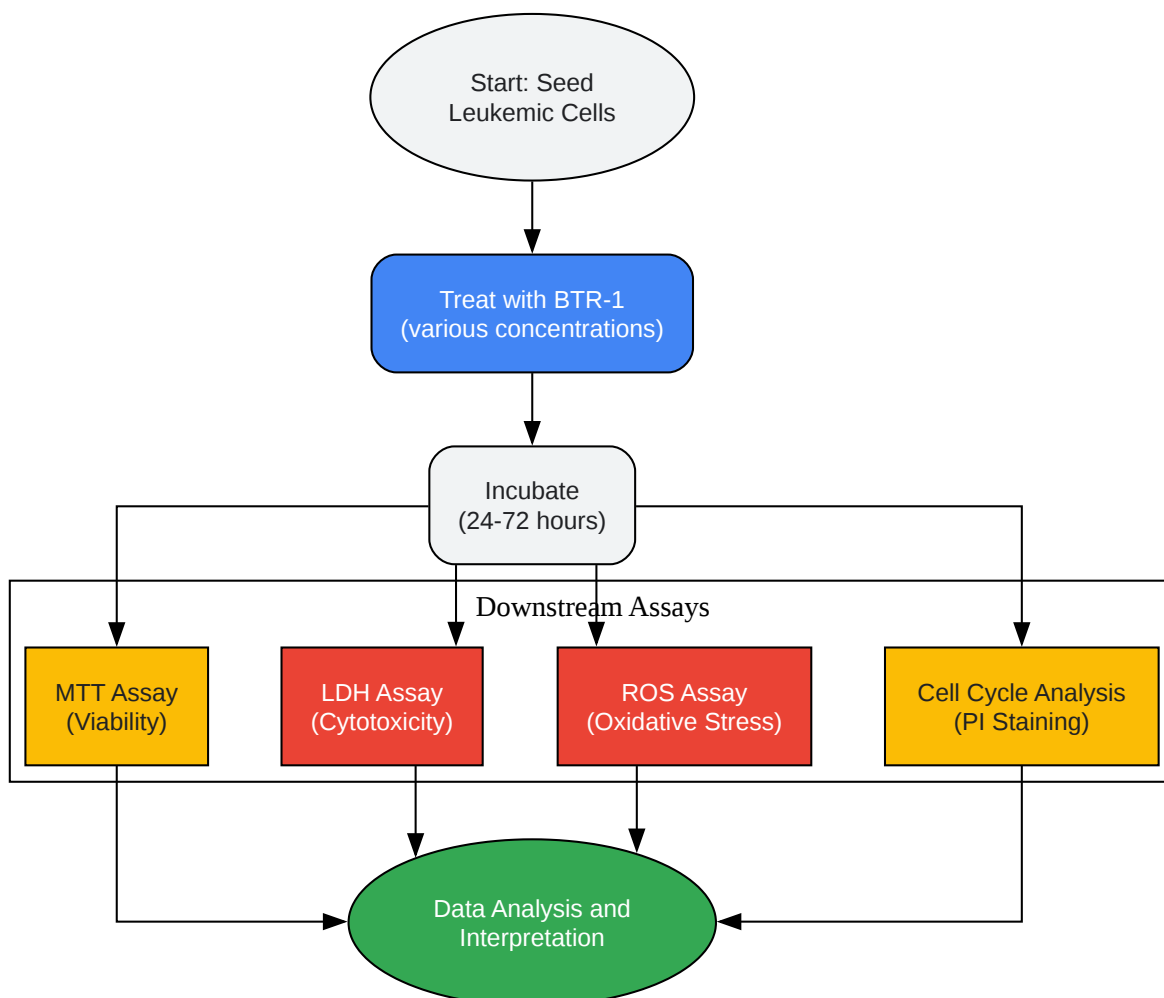 Start: Seed
Leukemic Cells
Treat with BTR-1
(various concentrations)
Incubate
(24-72 hours)
Downstream Assays
MTT Assay
(Viability)
LDH Assay
(Cytotoxicity)
ROS Assay
(Oxidative Stress)
Cell Cycle Analysis
(PI Staining)
Data Analysis and
Interpretation